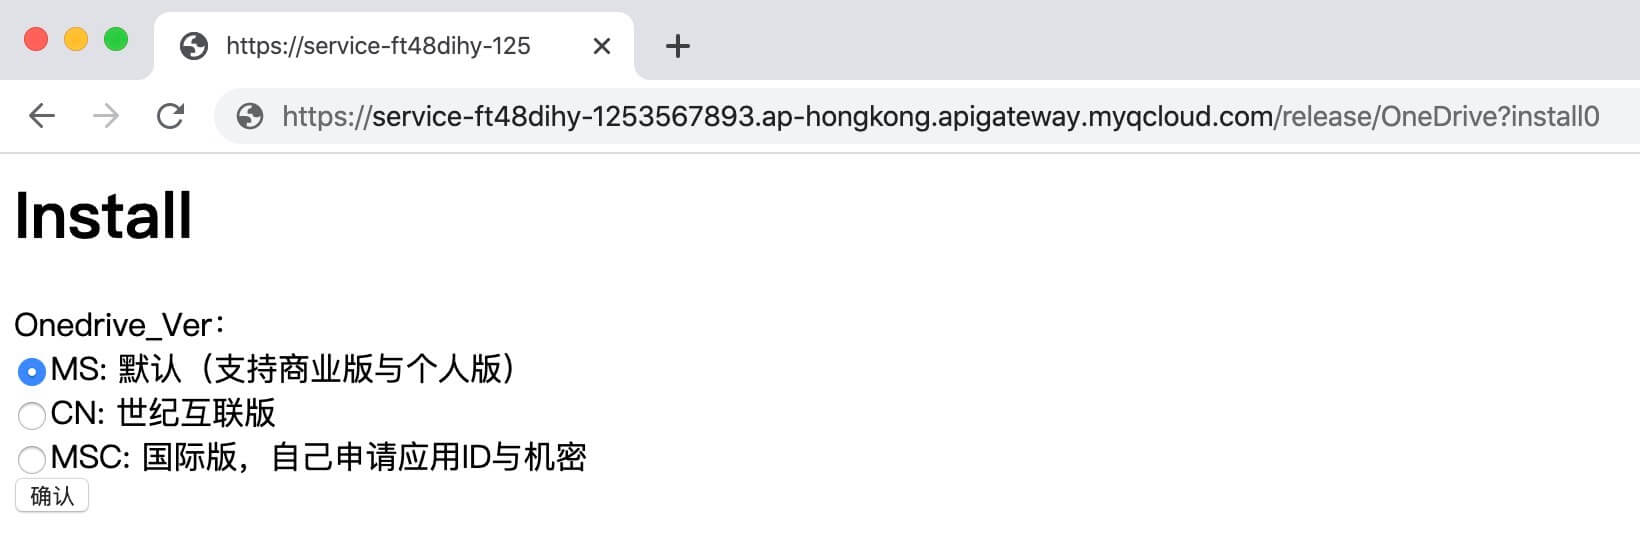 https://service-ft48dihy-125
https://service-ft48dihy-1253567893.ap-hongkong.apigateway.myqcloud.com/release/OneDrive?install0
Install
Onedrive_Ver：
MS: 默认（支持商业版与个人版）
CN: 世纪互联版
MSC: 国际版，自己申请应用ID与机密
确认